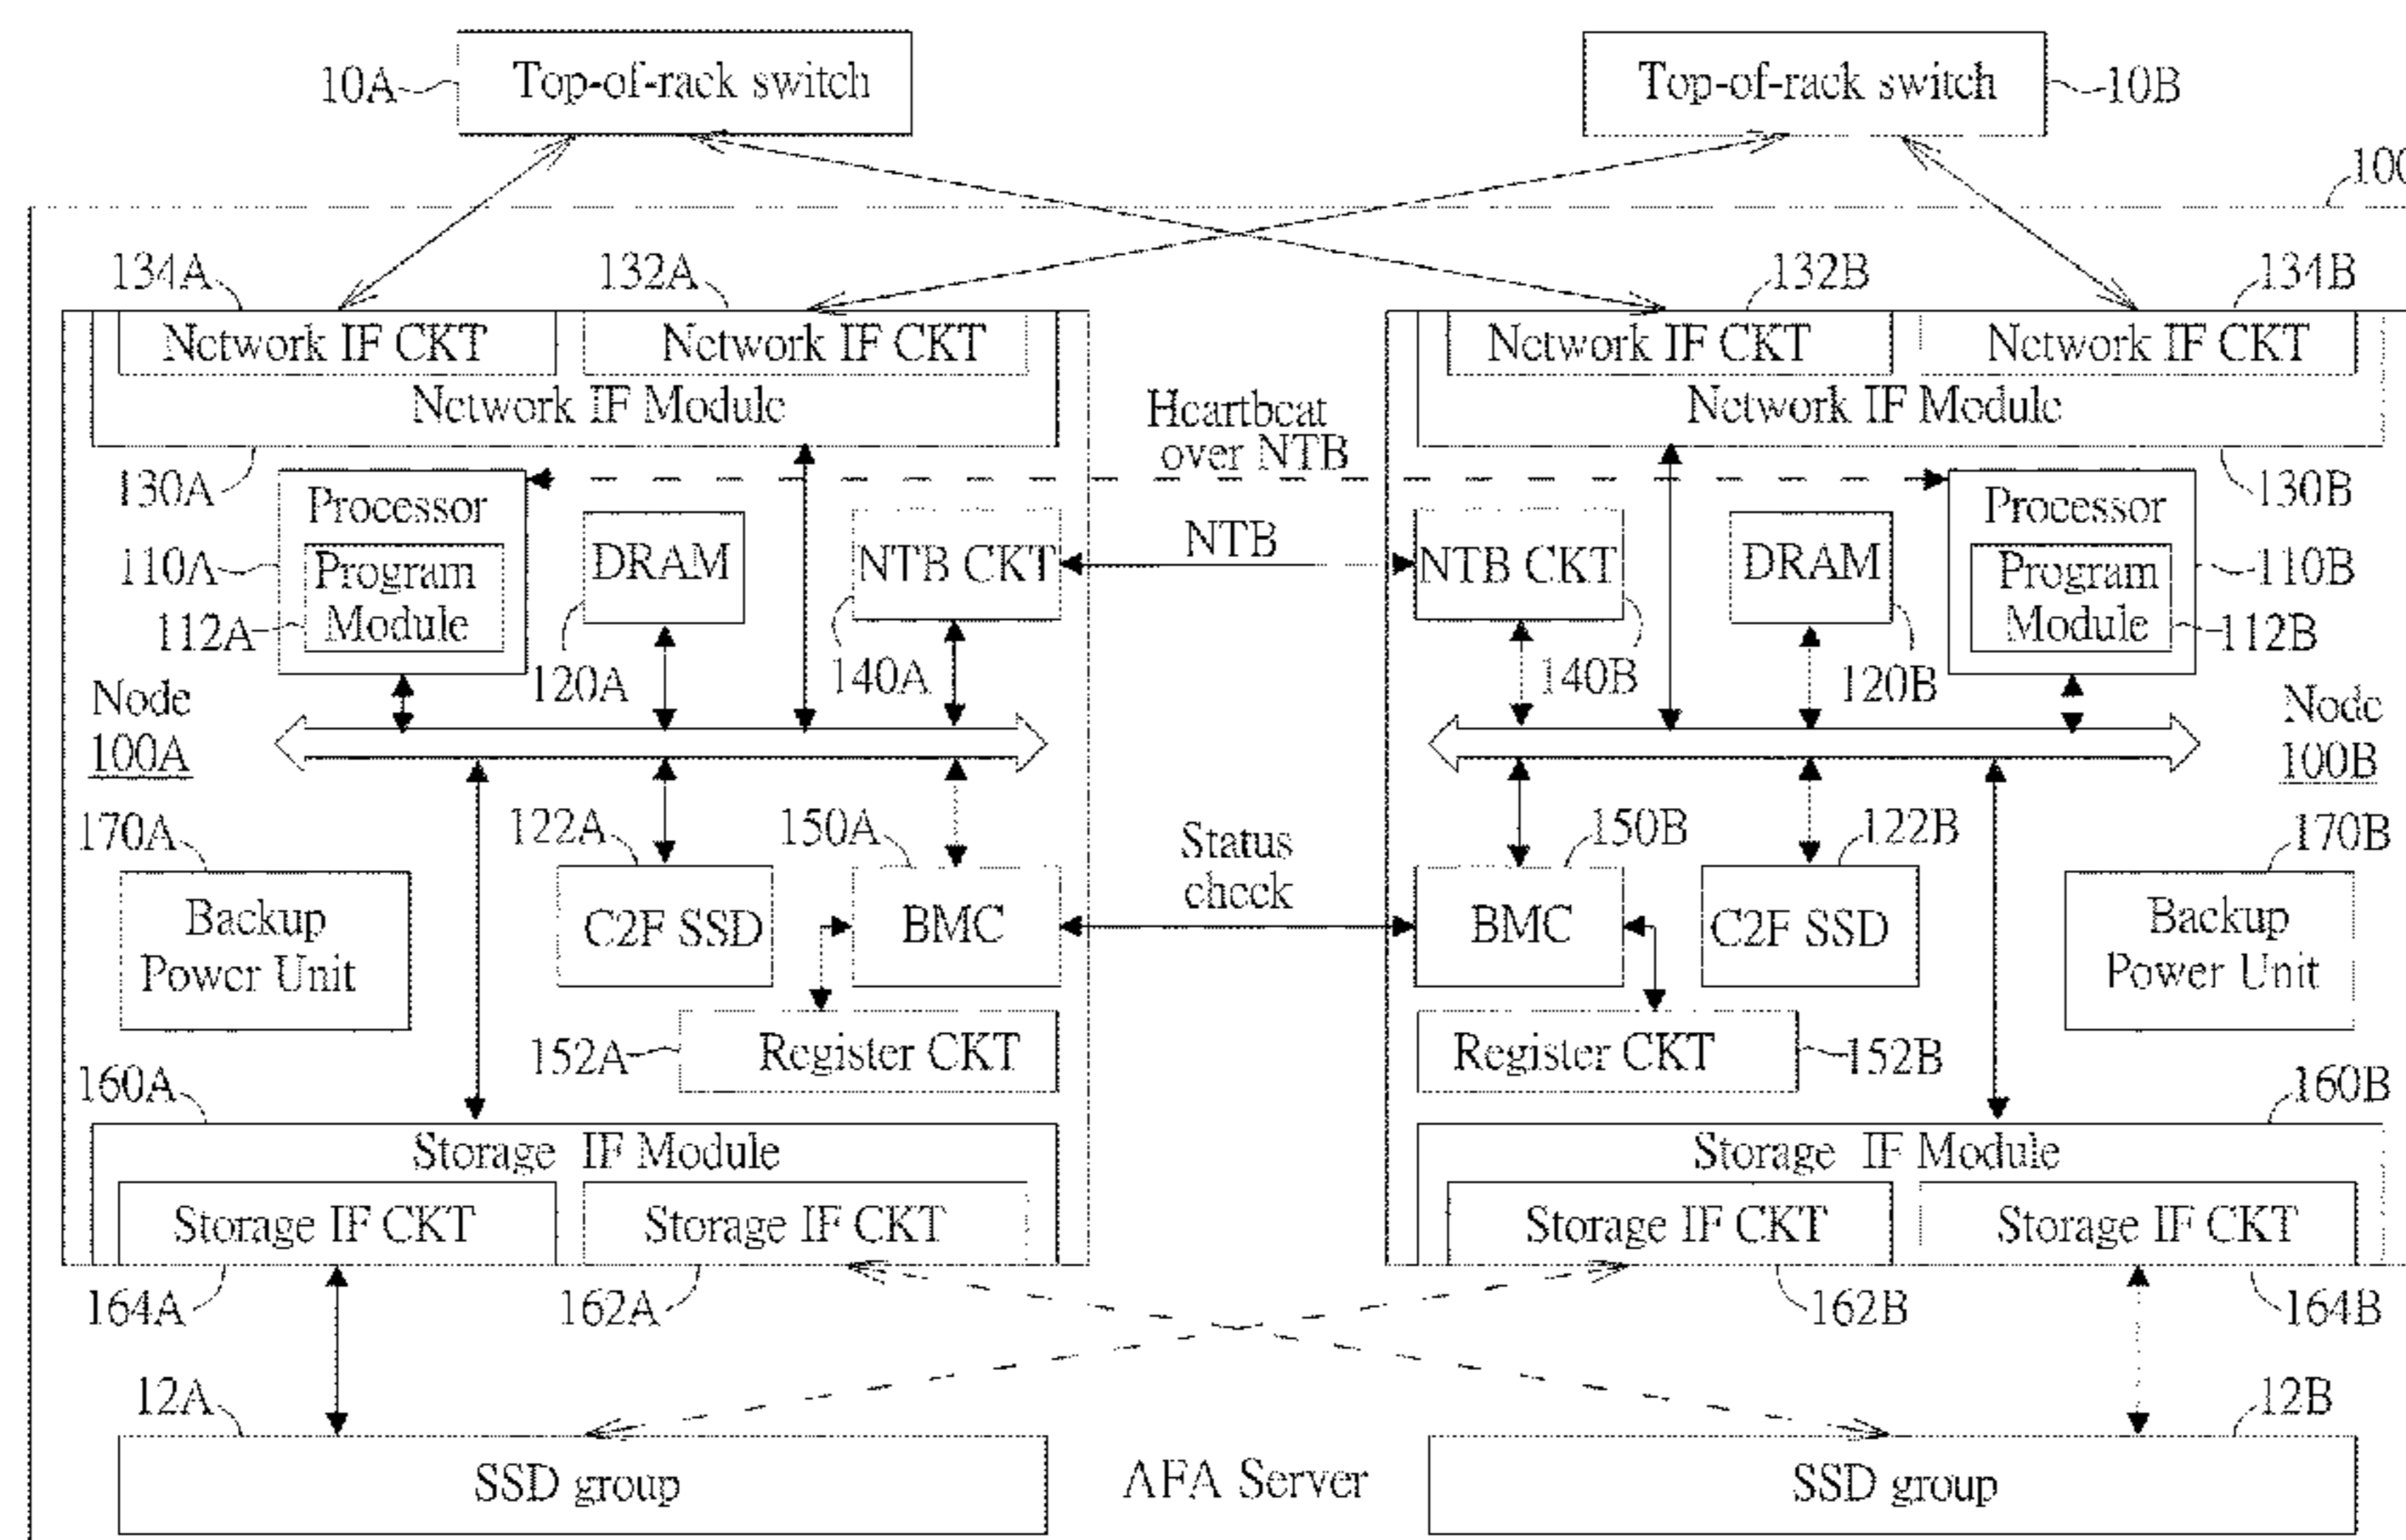 10A
Top-of-rack switch
Top-of-rack switch
10B
100
134A
132A
132B
134B
Network IF CKT
Network IF CKT
Network IF CKT
Network IF CKT
Network IF Module
Network IF Module
Heartbeat
over NTB
130A
130B
Processor
Processor
110A
Program
Module
112A
DRAM
120A
NTB CKT
140A
NTB
NTB CKT
140B
DRAM
120B
Program
Module
110B
112B
Node
100A
Node
100B
170A
122A
150A
150B
122B
170B
Status
check
Backup
Power Unit
C2F SSD
BMC
BMC
C2F SSD
Backup
Power Unit
152A
Register CKT
Register CKT
152B
160A
160B
Storage IF Module
Storage IF Module
Storage IF CKT
Storage IF CKT
Storage IF CKT
Storage IF CKT
164A
162A
162B
164B
12A
12B
SSD group
AFA Server
SSD group